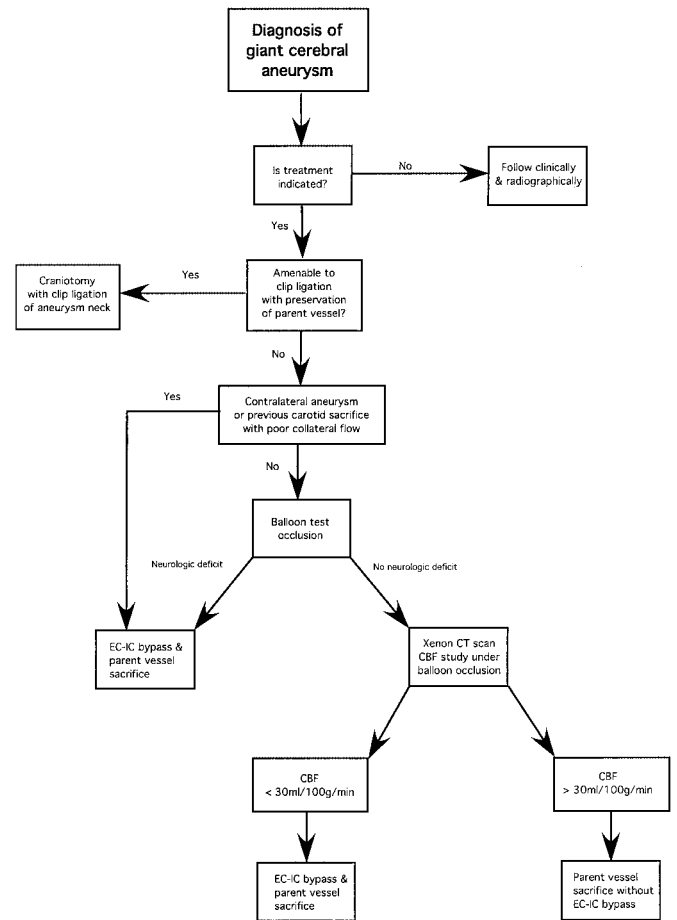 Diagnosis of
giant cerebral
aneurysm
Is treatment
indicated?
No
Follow clinically
& radiographically
Yes
Amenable to
clip ligation
with preservation
of parent vessel?
Yes
Craniotomy
with clip ligation
of aneurysm neck
No
Contralateral aneurysm
or previous carotid sacrifice
with poor collateral flow
Yes
No
Balloon test
occlusion
Neurologic deficit
No neurologic deficit
EC-IC bypass &
parent vessel
sacrifice
Xenon CT scan
CBF study under
balloon occlusion
CBF
< 30ml/100g/min
CBF
> 30ml/100g/min
EC-IC bypass &
parent vessel
sacrifice
Parent vessel
sacrifice without
EC-IC bypass